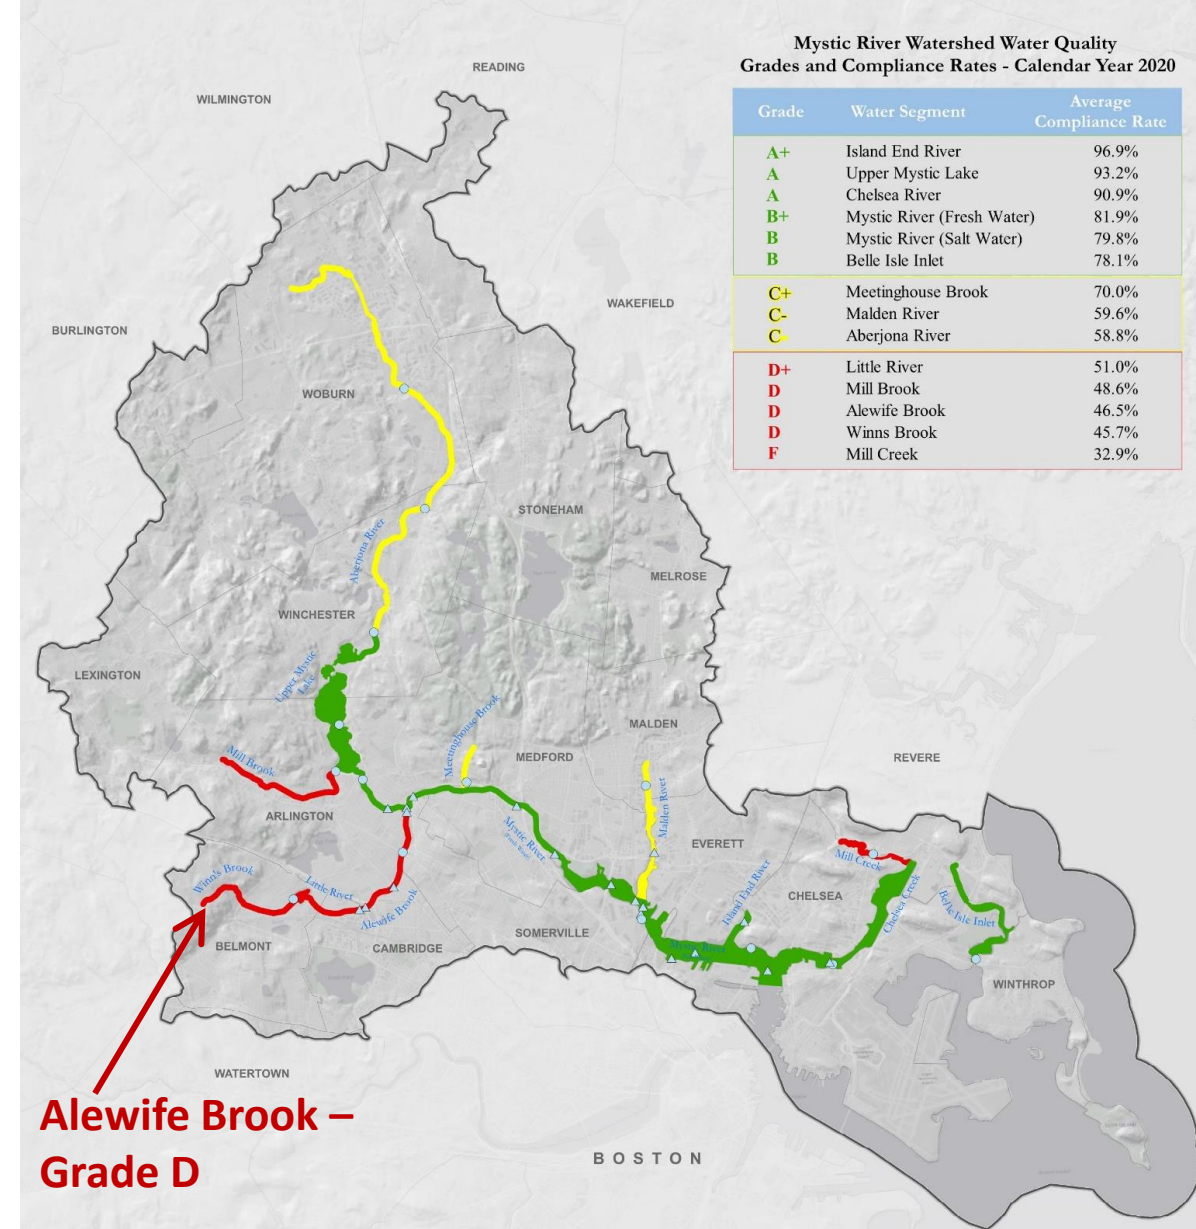 Mystic River Watershed Water Quality
Grades and Compliance Rates - Calendar Year 2020
Grade Water Segment Average Compliance Rate
A+ Island End River 96.9%
A Upper Mystic Lake 93.2%
A Chelsea River 90.9%
B+ Mystic River (Fresh Water) 81.9%
B Mystic River (Salt Water) 79.8%
B Belle Isle Inlet 78.1%
C+ Meetinghouse Brook 70.0%
C- Malden River 59.6%
C- Aberjona River 58.8%
D+ Little River 51.0%
D Mill Brook 48.6%
D Alewife Brook 46.5%
D Winns Brook 45.7%
F Mill Creek 32.9%
READING
WILMINGTON
WAKEFIELD
BURLINGTON
WOBURN
STONEHAM
Aberjona River
MELROSE
WINCHESTER
LEXINGTON
Upper Mystic
Lake
Meetinghouse Brook
MALDEN
Mill Brook
MEDFORD
REVERE
Malden River
ARLINGTON
Mystic River
EVERETT
Mill Creek
Winn's Brook
Little River
Alewife Brook
Island End River
CHELSEA
Chelsea Creek
Belle Isle Inlet
SOMERVILLE
BELMONT
CAMBRIDGE
Mystic River
WINTHROP
WATERTOWN
Alewife Brook –
Grade D
BOSTON